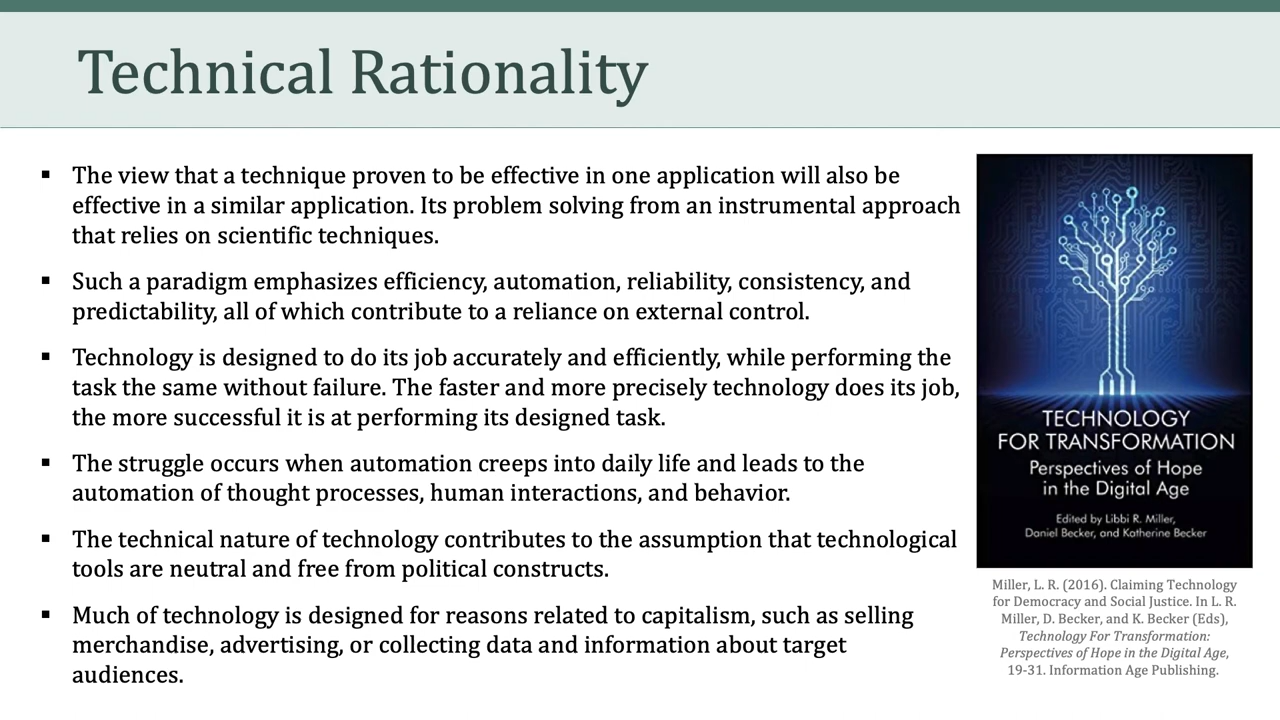 Technical Rationality
▪ The view that a technique proven to be effective in one application will also be
effective in a similar application. Its problem solving from an instrumental approach
that relies on scientific techniques.
▪ Such a paradigm emphasizes efficiency, automation, reliability, consistency, and
predictability, all of which contribute to a reliance on external control.
▪ Technology is designed to do its job accurately and efficiently, while performing the
task the same without failure. The faster and more precisely technology does its job,
the more successful it is at performing its designed task.
▪ The struggle occurs when automation creeps into daily life and leads to the
automation of thought processes, human interactions, and behavior.
▪ The technical nature of technology contributes to the assumption that technological
tools are neutral and free from political constructs.
▪ Much of technology is designed for reasons related to capitalism, such as selling
merchandise, advertising, or collecting data and information about target
audiences.
TECHNOLOGY
FOR TRANSFORMATION
Perspectives of Hope
in the Digital Age
Edited by Libbi R. Miller,
Daniel Becker, and Katherine Becker
Miller, L. R. (2016). Claiming Technology
for Democracy and Social Justice. In L. R.
Miller, D. Becker, and K. Becker (Eds),
Technology For Transformation:
Perspectives of Hope in the Digital Age,
19-31. Information Age Publishing.